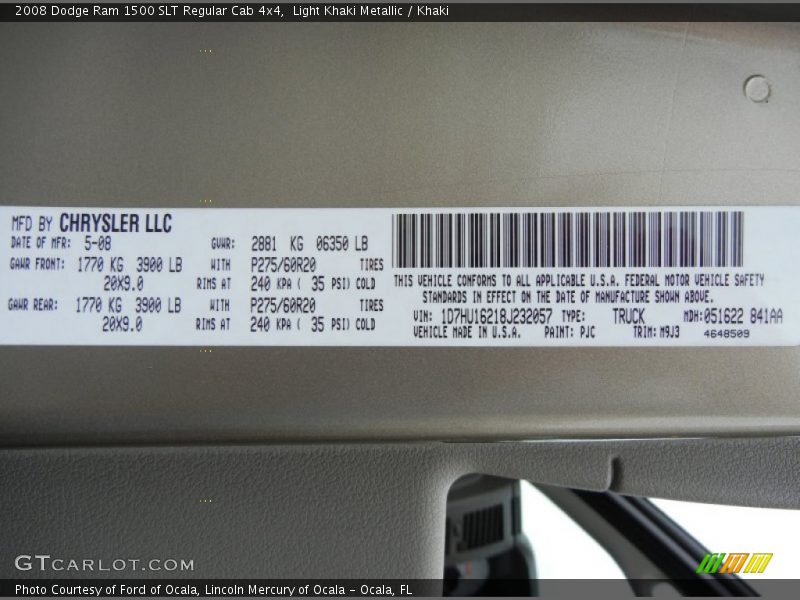 2008 Dodge Ram 1500 SLT Regular Cab 4x4,  Light Khaki Metallic / Khaki
MFD BY CHRYSLER LLC
DATE OF MFR: 5-08 GVWR: 2881 KG 06350 LB
GAWR FRONT: 1770 KG 3900 LB WITH P275/60R20 TIRES
20X9.0 RIMS AT 240 KPA ( 35 PSI) COLD
GAWR REAR: 1770 KG 3900 LB WITH P275/60R20 TIRES
20X9.0 RIMS AT 240 KPA ( 35 PSI) COLD
THIS VEHICLE CONFORMS TO ALL APPLICABLE U.S.A. FEDERAL MOTOR VEHICLE SAFETY
STANDARDS IN EFFECT ON THE DATE OF MANUFACTURE SHOWN ABOVE.
VIN: 1D7HU16218J232057 TYPE: TRUCK MDH:051622 841AA
VEHICLE MADE IN U.S.A. PAINT: PJC TRIM: M9J3 4648509
GTCARLOT.COM
Photo Courtesy of Ford of Ocala, Lincoln Mercury of Ocala - Ocala, FL